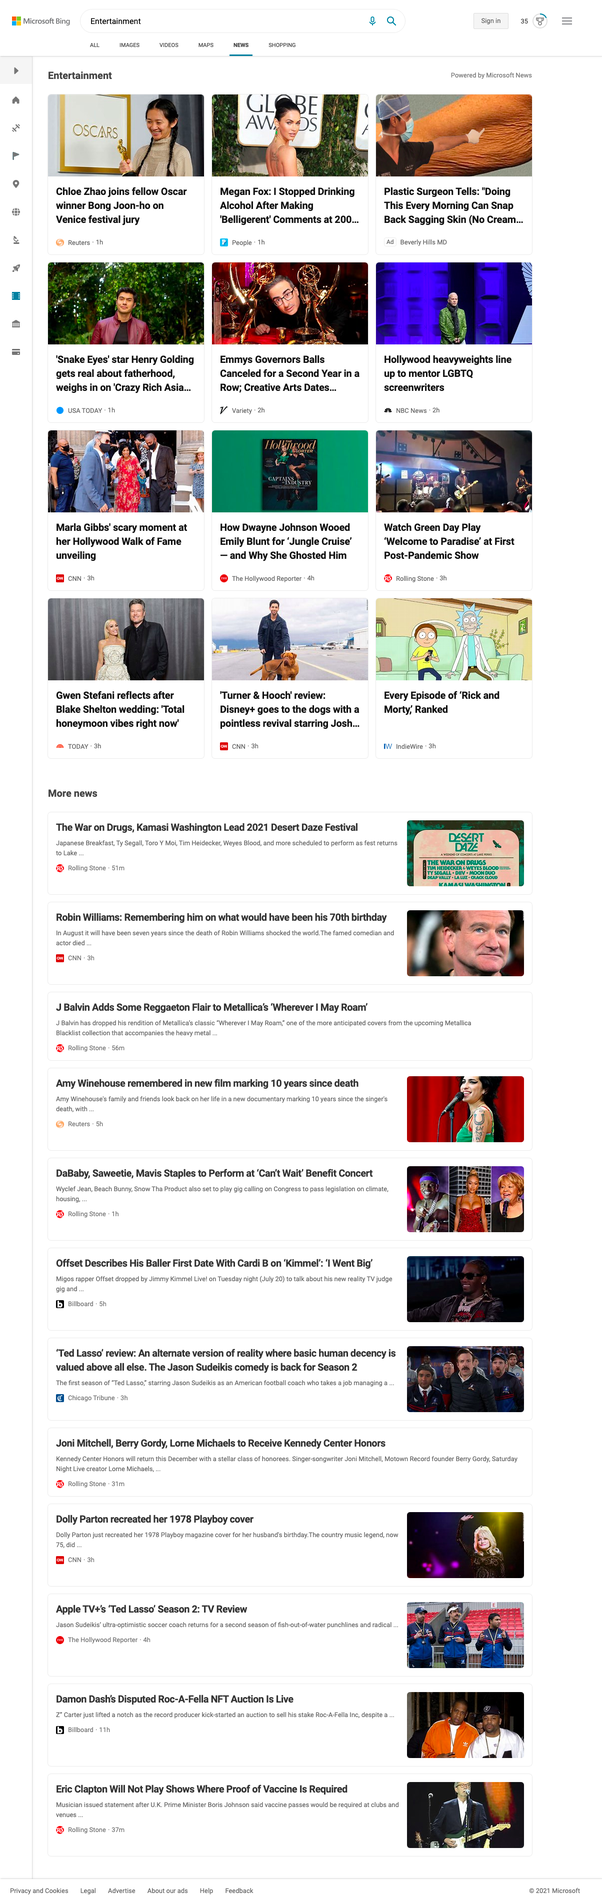 Microsoft Bing
Entertainment
Sign in
35
ALL
IMAGES
VIDEOS
MAPS
NEWS
SHOPPING
Entertainment
Powered by Microsoft News
OSCARS
Chloe Zhao joins fellow Oscar
winner Bong Joon-ho on
Venice festival jury
Reuters · 1h
GLOBE
AWARDS
Megan Fox: I Stopped Drinking
Alcohol After Making
'Belligerent' Comments at 200...
People · 1h
Plastic Surgeon Tells: "Doing
This Every Morning Can Snap
Back Sagging Skin (No Cream...
Ad Beverly Hills MD
'Snake Eyes' star Henry Golding
gets real about fatherhood,
weighs in on 'Crazy Rich Asia...
USA TODAY · 1h
Emmys Governors Balls
Canceled for a Second Year in a
Row; Creative Arts Dates...
Variety · 2h
Hollywood heavyweights line
up to mentor LGBTQ
screenwriters
NBC News · 2h
Marla Gibbs' scary moment at
her Hollywood Walk of Fame
unveiling
CNN · 3h
Hollywood
CAPTAINS
INDUSTRY
How Dwayne Johnson Wooed
Emily Blunt for 'Jungle Cruise'
— and Why She Ghosted Him
The Hollywood Reporter · 4h
Watch Green Day Play
'Welcome to Paradise' at First
Post-Pandemic Show
Rolling Stone · 3h
Gwen Stefani reflects after
Blake Shelton wedding: 'Total
honeymoon vibes right now'
TODAY · 3h
'Turner & Hooch' review:
Disney+ goes to the dogs with a
pointless revival starring Josh...
CNN · 3h
Every Episode of 'Rick and
Morty,' Ranked
IndieWire · 3h
More news
The War on Drugs, Kamasi Washington Lead 2021 Desert Daze Festival
Japanese Breakfast, Ty Segall, Toro Y Moi, Tim Heidecker, Weyes Blood, and more scheduled to perform as fest returns
to Lake ...
Rolling Stone · 51m
DESERT
DAZE
THE WAR ON DRUGS
TIM HEIDECKER & WEYES BLOOD
TY SEGALL · DIIV · MOON DUO
KAMASI WASHINGTON
Robin Williams: Remembering him on what would have been his 70th birthday
In August it will have been seven years since the death of Robin Williams shocked the world.The famed comedian and
actor died ...
CNN · 3h
J Balvin Adds Some Reggaeton Flair to Metallica's 'Wherever I May Roam'
J Balvin has dropped his rendition of Metallica's classic "Wherever I May Roam," one of the more anticipated covers from the upcoming Metallica
Blacklist collection that accompanies the heavy metal ...
Rolling Stone · 56m
Amy Winehouse remembered in new film marking 10 years since death
Amy Winehouse's family and friends look back on her life in a new documentary marking 10 years since the singer's
death, with ...
Reuters · 5h
DaBaby, Saweetie, Mavis Staples to Perform at 'Can't Wait' Benefit Concert
Wyclef Jean, Beach Bunny, Snow Tha Product also set to play gig calling on Congress to pass legislation on climate,
housing, ...
Rolling Stone · 1h
Offset Describes His Baller First Date With Cardi B on 'Kimmel': 'I Went Big'
Migos rapper Offset dropped by Jimmy Kimmel Live! on Tuesday night (July 20) to talk about his new reality TV judge
gig and ...
Billboard · 5h
'Ted Lasso' review: An alternate version of reality where basic human decency is
valued above all else. The Jason Sudeikis comedy is back for Season 2
The first season of "Ted Lasso," starring Jason Sudeikis as an American football coach who takes a job managing a ...
Chicago Tribune · 3h
Joni Mitchell, Berry Gordy, Lorne Michaels to Receive Kennedy Center Honors
Kennedy Center Honors will return this December with a stellar class of honorees. Singer-songwriter Joni Mitchell, Motown Record founder Berry Gordy, Saturday
Night Live creator Lorne Michaels, ...
Rolling Stone · 31m
Dolly Parton recreated her 1978 Playboy cover
Dolly Parton just recreated her 1978 Playboy magazine cover for her husband's birthday.The country music legend, now
75, did ...
CNN · 3h
Apple TV+'s 'Ted Lasso' Season 2: TV Review
Jason Sudeikis' ultra-optimistic soccer coach returns for a second season of fish-out-of-water punchlines and radical ...
The Hollywood Reporter · 4h
Damon Dash's Disputed Roc-A-Fella NFT Auction Is Live
Z" Carter just lifted a notch as the record producer kick-started an auction to sell his stake Roc-A-Fella Inc, despite a ...
Billboard · 11h
Eric Clapton Will Not Play Shows Where Proof of Vaccine Is Required
Musician issued statement after U.K. Prime Minister Boris Johnson said vaccine passes would be required at clubs and
venues ...
Rolling Stone · 37m
Privacy and Cookies
Legal
Advertise
About our ads
Help
Feedback
© 2021 Microsoft